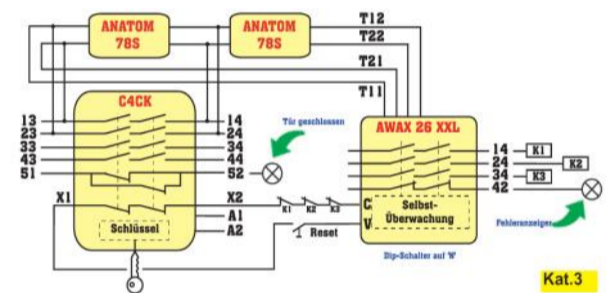 ANATOM
78S
ANATOM
78S
T12
T22
T21
T11
C4CK
13
23
33
43
51
14
24
34
44
52
X1
X2
A1
A2
Schlüssel
Tür geschlossen
AWAX 26 XXL
14
24
34
42
K1
K2
K3
K1
K2
K3
C
V
Reset
Selbst-
Überwachung
Fehleranzeige
Dip-Schalter auf 'W'
Kat.3